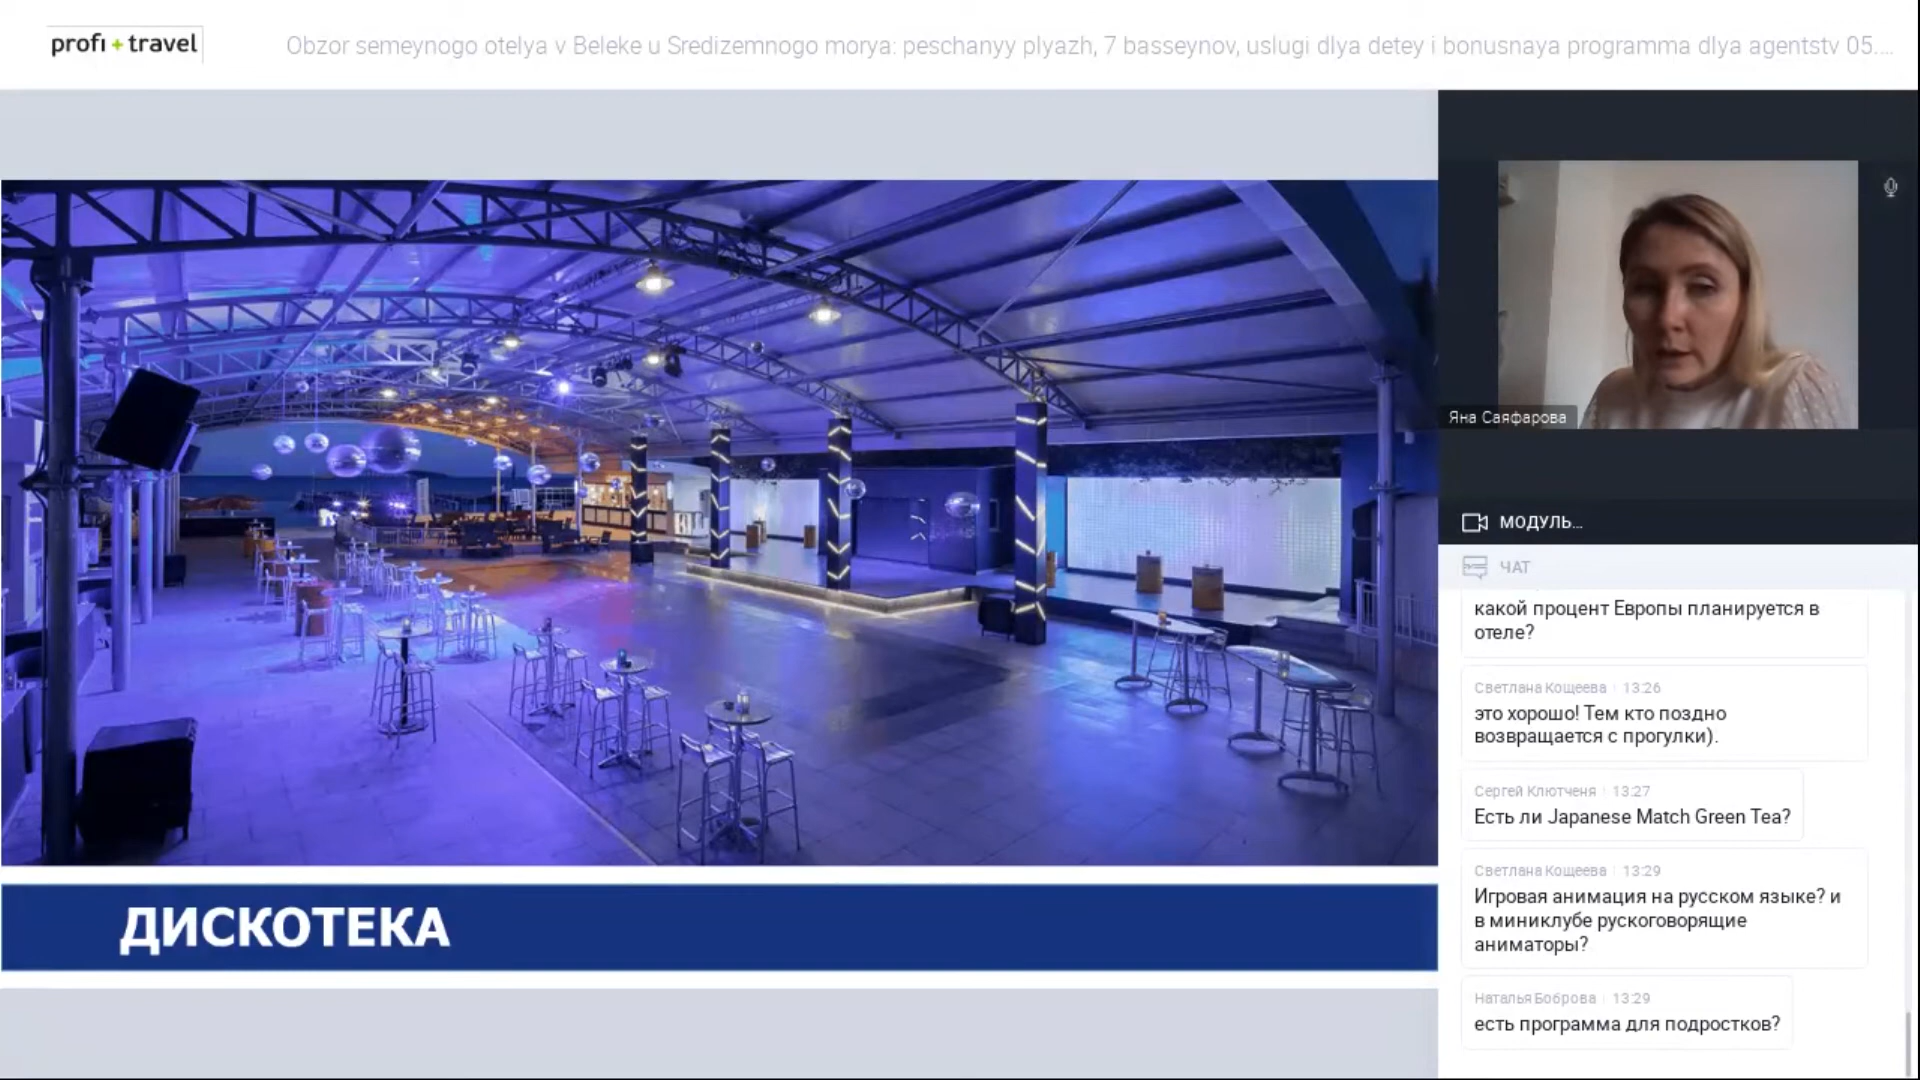 profi + travel
Obzor semeynogo otelya v Beleke u Sredizemnogo morya: peschanyy plyazh, 7 basseynov, uslugi dlya detey i bonusnaya programma dlya agentstv 05....
Яна Саяфарова
МОДУЛЬ...
ЧАТ
какой процент Европы планируется в
отеле?
Светлана Кощеева 13:26
это хорошо! Тем кто поздно
возвращается с прогулки).
Сергей Клютченя 13:27
Есть ли Japanese Match Green Tea?
Светлана Кощеева 13:29
Игровая анимация на русском языке? и
в миниклубе рускоговорящие
аниматоры?
Наталья Боброва 13:29
есть программа для подростков?
ДИСКОТЕКА